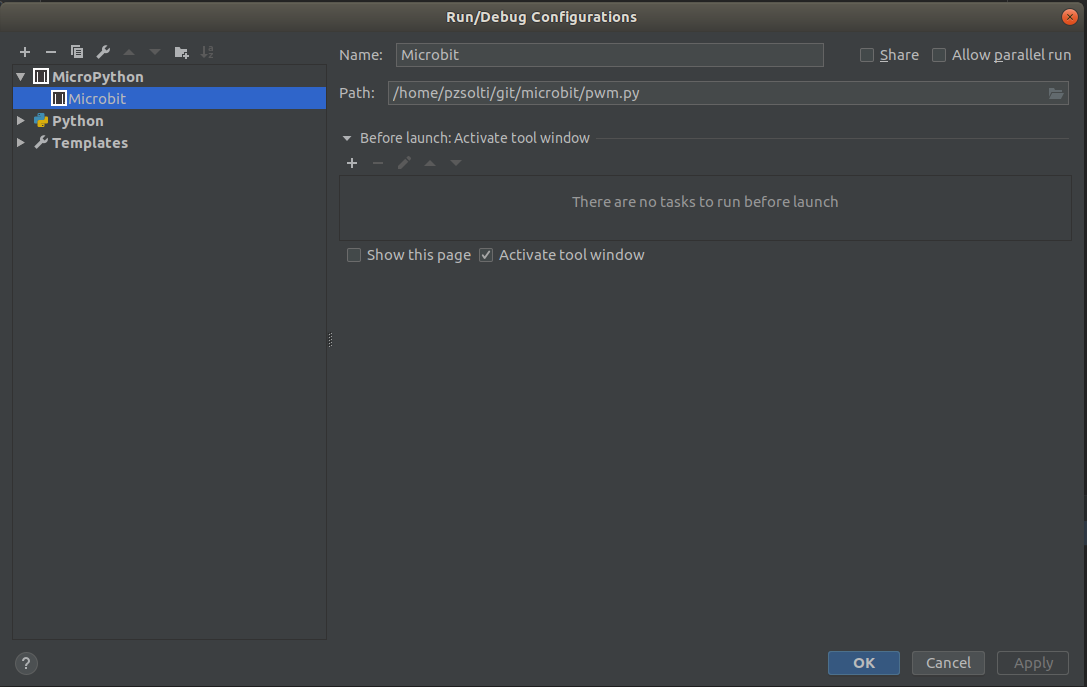 Run/Debug Configurations
MicroPython
Microbit
Python
Templates
Name: Microbit
Share
Allow parallel run
Path: /home/pzsolti/git/microbit/pwm.py
Before launch: Activate tool window
There are no tasks to run before launch
Show this page
Activate tool window
?
OK
Cancel
Apply